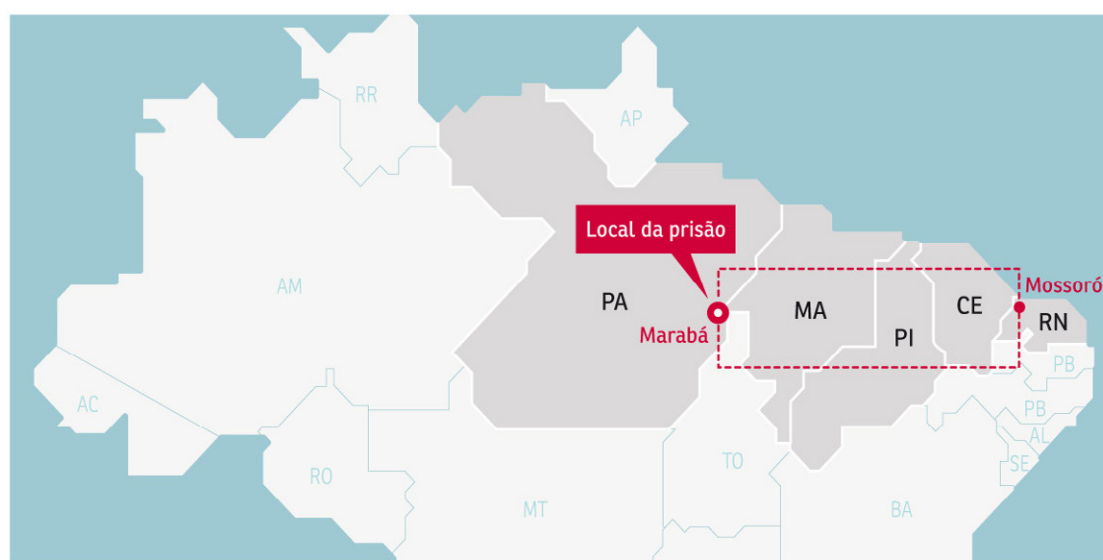 RR
AP
Local da prisão
AM
PA
Marabá
MA
PI
CE
Mossoró
RN
PB
PB
AL
SE
AC
RO
MT
TO
BA